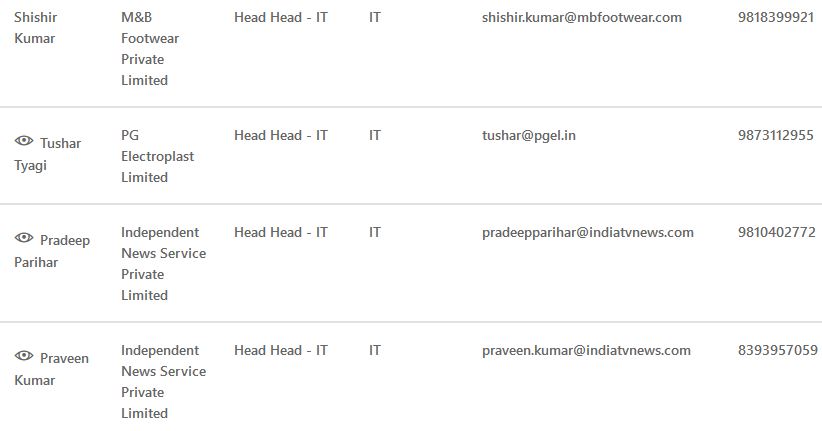 Shishir Kumar M&B Footwear Private Limited Head Head - IT IT shishir.kumar@mbfootwear.com 9818399921
Tushar Tyagi PG Electroplast Limited Head Head - IT IT tushar@pgel.in 9873112955
Pradeep Parihar Independent News Service Private Limited Head Head - IT IT pradeepparihar@indiatvnews.com 9810402772
Praveen Kumar Independent News Service Private Limited Head Head - IT IT praveen.kumar@indiatvnews.com 8393957059